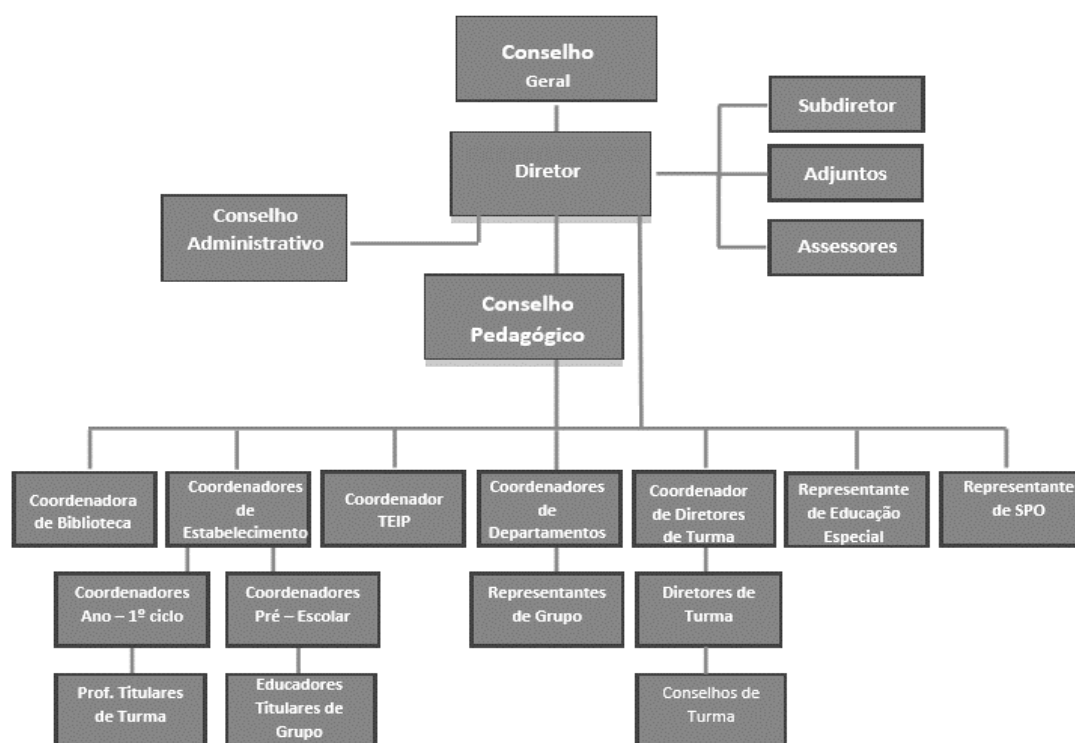 Conselho
Geral
Subdiretor
Diretor
Adjuntos
Conselho
Administrativo
Assessores
Conselho
Pedagógico
Coordenadora
de Biblioteca
Coordenadores
de
Estabelecimento
Coordenador
TEIP
Coordenadores
de
Departamentos
Coordenador
de Diretores
de Turma
Representante
de Educação
Especial
Representante
de SPO
Coordenadores
Ano – 1º ciclo
Coordenadores
Pré – Escolar
Representantes
de Grupo
Diretores de
Turma
Prof. Titulares
de Turma
Educadores
Titulares de
Grupo
Conselhos de
Turma